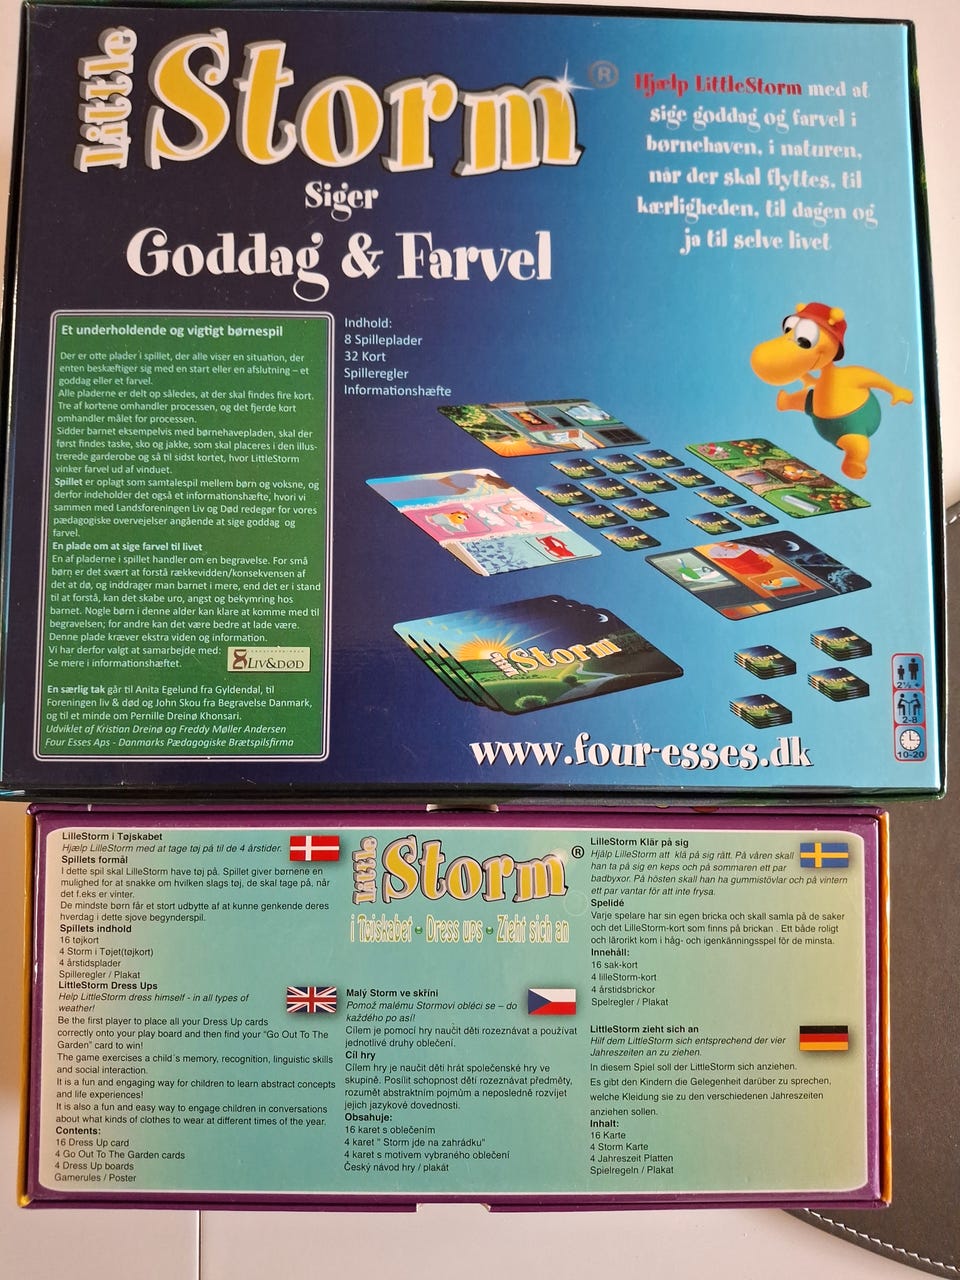 Little Storm ®
Siger
Goddag & Farvel
Hjælp LittleStorm med at
sige goddag og farvel i
børnehaven, i naturen,
når der skal flyttes, til
kærligheden, til dagen og
ja til selve livet
Et underholdende og vigtigt børnespil
Der er otte plader i spillet, der alle viser en situation, der
enten beskæftiger sig med en start eller en afslutning – et
goddag eller et farvel.
Alle pladerne er delt op således, at der skal findes fire kort.
Tre af kortene omhandler processen, og det fjerde kort
omhandler målet for processen.
Sidder barnet eksempelvis med børnehavepladen, skal der
først findes taske, sko og jakke, som skal placeres i den illus-
trerede garderobe og så til sidst kortet, hvor LittleStorm
vinker farvel ud af vinduet.
Spillet er oplagt som samtalespil mellem børn og voksne, og
derfor indeholder det også et informationshæfte, hvori vi
sammen med Landsforeningen Liv og Død redegør for vores
pædagogiske overvejelser angående at sige goddag og
farvel.
En plade om at sige farvel til livet
En af pladerne i spillet handler om en begravelse. For små
børn er det svært at forstå rækkevidden/konsekvensen af
det at dø, og inddrager man barnet i mere, end det er i stand
til at forstå, kan det skabe uro, angst og bekymring hos
barnet. Nogle børn i denne alder kan klare at komme med til
begravelsen; for andre kan det være bedre at lade være.
Denne plade kræver ekstra viden og information.
Vi har derfor valgt at samarbejde med:
Se mere i informationshæftet.
LIV&DØD
En særlig tak går til Anita Egelund fra Gyldendal, til
Foreningen liv & død og John Skou fra Begravelse Danmark,
og til et minde om Pernille Dreinø Khonsari.
Udviklet af Kristian Dreinø og Freddy Møller Andersen
Four Esses Aps - Danmarks Pædagogiske Brætspilsfirma
Indhold:
8 Spilleplader
32 Kort
Spilleregler
Informationshæfte
Little Storm
2½ +
2-8
10-20
www.four-esses.dk
LilleStorm i Tøjskabet
Hjælp LilleStorm med at tage tøj på til de 4 årstider.
Spillets formål
I dette spil skal LilleStorm have tøj på. Spillet giver børnene en
mulighed for at snakke om hvilken slags tøj, de skal tage på, når
det f.eks er vinter.
De mindste børn får et stort udbytte af at kunne genkende deres
hverdag i dette sjove begynderspil.
Spillets indhold
16 tøjkort
4 Storm i Tøjet(tøjkort)
4 årstidsplader
Spilleregler / Plakat
LittleStorm Dress Ups
Help LittleStorm dress himself - in all types of
weather!
Be the first player to place all your Dress Up cards
correctly onto your play board and then find your “Go Out To The
Garden” card to win!
The game exercises a child´s memory, recognition, linguistic skills
and social interaction.
It is a fun and engaging way for children to learn abstract concepts
and life experiences!
It is also a fun and easy way to engage children in conversations
about what kinds of clothes to wear at different times of the year.
Contents:
16 Dress Up card
4 Go Out To The Garden cards
4 Dress Up boards
Gamerules / Poster
Little Storm ®
i Tøjskabet • Dress ups • Zieht sich an
Malý Storm ve skříni
Pomož malému Stormovi obléci se – do
každého po así!
Cílem je pomocí hry naučit děti rozeznávat a používat
jednotlivé druhy oblečení.
Cíl hry
Cílem hry je naučit děti hrát společenské hry ve
skupině. Posílit schopnost dětí rozeznávat předměty,
rozumět abstraktním pojmům a neposledně rozvíjet
jejich jazykové dovednosti.
Obsahuje:
16 karet s oblečením
4 karet " Storm jde na zahrádku"
4 karet s motivem vybraného oblečení
Český návod hry / plakát
LilleStorm Klär på sig
Hjälp LilleStorm att klä på sig rätt. På våren skall
han ta på sig en keps och på sommaren ett par
badbyxor. På hösten skall han ha gummistövlar och på vintern
ett par vantar för att inte frysa.
Spelidé
Varje spelare har sin egen bricka och skall samla på de saker
och det LilleStorm-kort som finns på brickan . Ett både roligt
och lärorikt kom i håg- och igenkänningsspel för de minsta.
Innehåll:
16 sak-kort
4 lilleStorm-kort
4 årstidsbrickor
Spelregler / Plakat
LittleStorm zieht sich an
Hilf dem LittleStorm sich entsprechend der vier
Jahreszeiten an zu ziehen.
In diesem Spiel soll der LittleStorm sich anziehen.
Es gibt den Kindern die Gelegenheit darüber zu sprechen,
welche Kleidung sie zu den verschiedenen Jahreszeiten
anziehen sollen.
Inhalt:
16 Karte
4 Storm Karte
4 Jahreszeit Platten
Spielregeln / Plakat